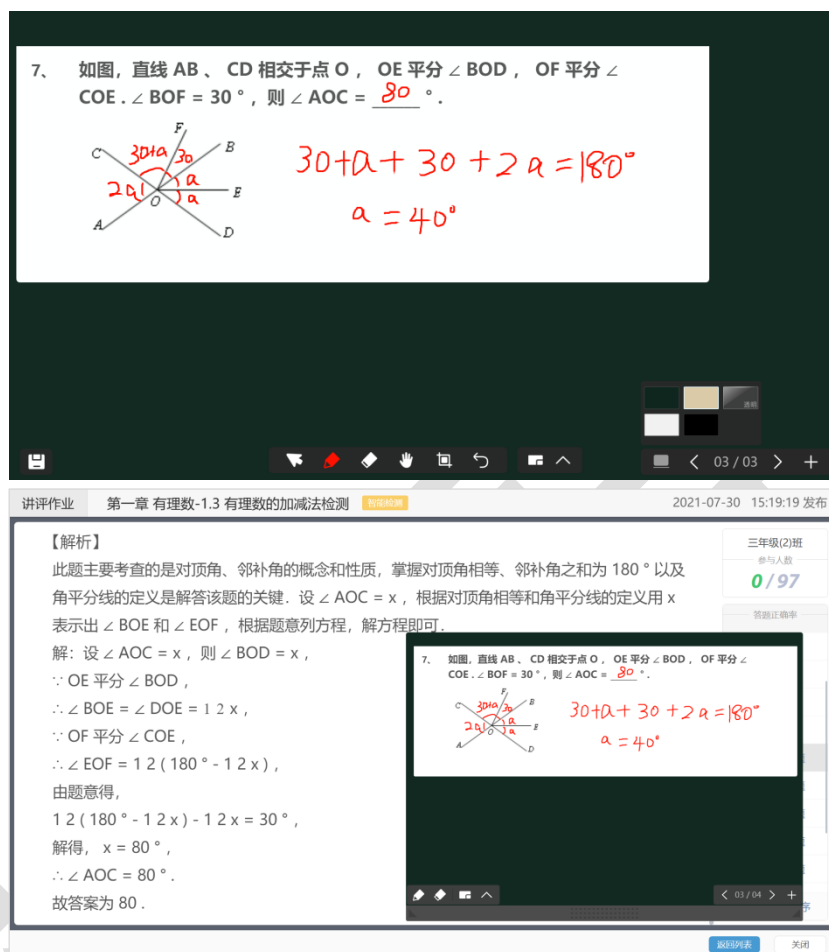 7、 如图，直线 AB 、 CD 相交于点 O ， OE 平分 ∠ BOD ， OF 平分 ∠
COE . ∠ BOF = 30 ° ，则 ∠ AOC = 80 ° .
F
C 30+a 30 B
2a a E
O a
A D
30+a + 30 + 2a = 180°
a = 40°
透明
03 / 03
讲评作业 第一章 有理数-1.3 有理数的加减法检测 智能检测 2021-07-30 15:19:19 发布
【解析】
此题主要考查的是对顶角、邻补角的概念和性质，掌握对顶角相等、邻补角之和为 180 ° 以及
角平分线的定义是解答该题的关键．设 ∠ AOC = x ，根据对顶角相等和角平分线的定义用 x
表示出 ∠ BOE 和 ∠ EOF ，根据题意列方程，解方程即可．
解：设 ∠ AOC = x ，则 ∠ BOD = x ，
∵ OE 平分 ∠ BOD ，
∴ ∠ BOE = ∠ DOE = 1 2 x ，
∵ OF 平分 ∠ COE ，
∴ ∠ EOF = 1 2 ( 180 ° - 1 2 x ) ，
由题意得，
1 2 ( 180 ° - 1 2 x ) - 1 2 x = 30 ° ，
解得， x = 80 ° ，
∴ ∠ AOC = 80 ° .
故答案为 80 .
三年级(2)班
参与人数
0 / 97
答题正确率
7、 如图，直线 AB 、 CD 相交于点 O ， OE 平分 ∠ BOD ， OF 平分 ∠
COE . ∠ BOF = 30 ° ，则 ∠ AOC = 80 ° .
F
C 30+a 30 B
2a a E
O a
A D
30+a + 30 + 2a = 180°
a = 40°
03 / 04
序
返回列表 关闭